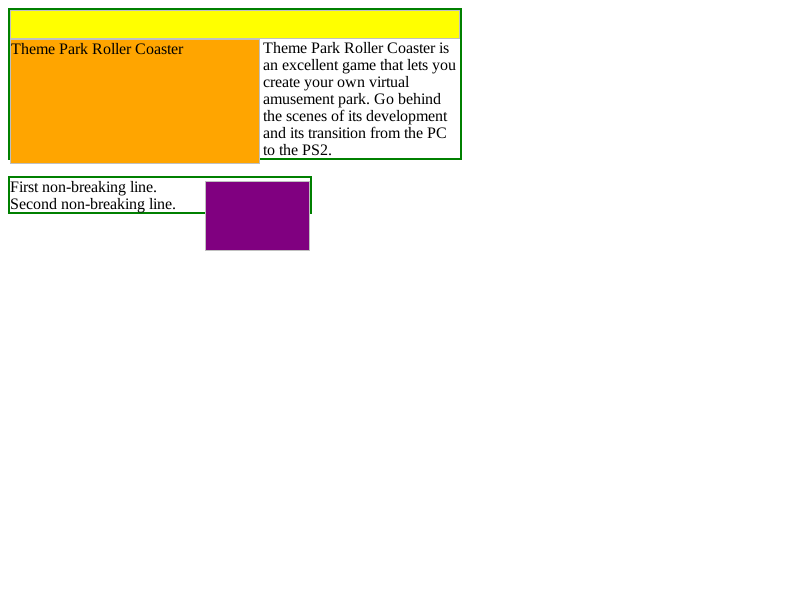 Theme Park Roller Coaster
Theme Park Roller Coaster is
an excellent game that lets you
create your own virtual
amusement park. Go behind
the scenes of its development
and its transition from the PC
to the PS2.
First non-breaking line.
Second non-breaking line.